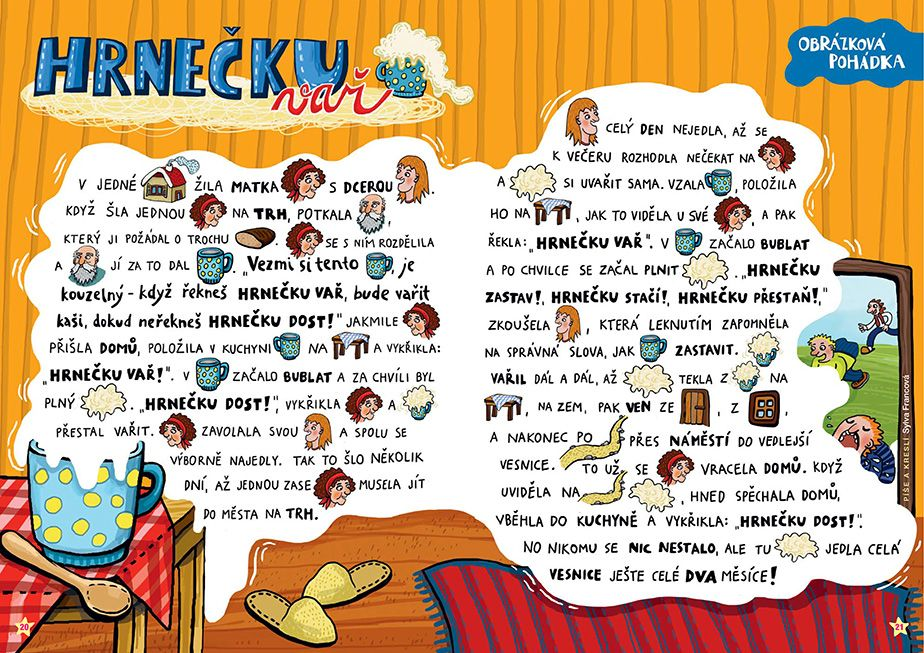 HRNEČKU
vař
OBRÁZKOVÁ
POHÁDKA
V JEDNÉ ŽILA MATKA S DCEROU .
KDYŽ ŠLA JEDNOU NA TRH, POTKALA ,
KTERÝ JI POŽÁDAL O TROCHU . SE S NÍM ROZDĚLILA
A JÍ ZA TO DAL . „Vezmi si tento , je
kouzelný - když řekneš HRNEČKU VAŘ, bude vařit
kaši, dokud neřekneš HRNEČKU DOST!" JAKMILE
PŘIŠLA DOMŮ, POLOŽILA V KUCHYNI NA A VYKŘIKLA:
„HRNEČKU VAŘ!". V ZAČALO BUBLAT A ZA CHVÍLI BYL
PLNÝ . „HRNEČKU DOST!", VYKŘIKLA A
PŘESTAL VAŘIT. ZAVOLALA SVOU A SPOLU SE
VÝBORNĚ NAJEDLY. TAK TO ŠLO NĚKOLIK
DNÍ, AŽ JEDNOU ZASE MUSELA JÍT
DO MĚSTA NA TRH.
CELÝ DEN NEJEDLA, AŽ SE
K VEČERU ROZHODLA NEČEKAT NA
A SI UVAŘIT SAMA. VZALA , POLOŽILA
HO NA , JAK TO VIDĚLA U SVÉ , A PAK
ŘEKLA: „HRNEČKU VAŘ". V ZAČALO BUBLAT
A PO CHVILCE SE ZAČAL PLNIT . „HRNEČKU
ZASTAV!, HRNEČKU STAČÍ!, HRNEČKU PŘESTAŇ!,"
ZKOUŠELA , KTERÁ LEKNUTÍM ZAPOMNĚLA
NA SPRÁVNÁ SLOVA, JAK ZASTAVIT.
VAŘIL DÁL A DÁL, AŽ TEKLA Z NA
, NA ZEM, PAK VEN ZE , Z ,
A NAKONEC PO PŘES NÁMĚSTÍ DO VEDLEJŠÍ
VESNICE. TO UŽ SE VRACELA DOMŮ. KDYŽ
UVIDĚLA NA , HNED SPĚCHALA DOMŮ,
VBĚHLA DO KUCHYNĚ A VYKŘIKLA: „HRNEČKU DOST!".
NO NIKOMU SE NIC NESTALO, ALE TU JEDLA CELÁ
VESNICE JEŠTE CELÉ DVA MĚSÍCE!
PÍŠE A KRESLÍ Sylva Francová
20
21